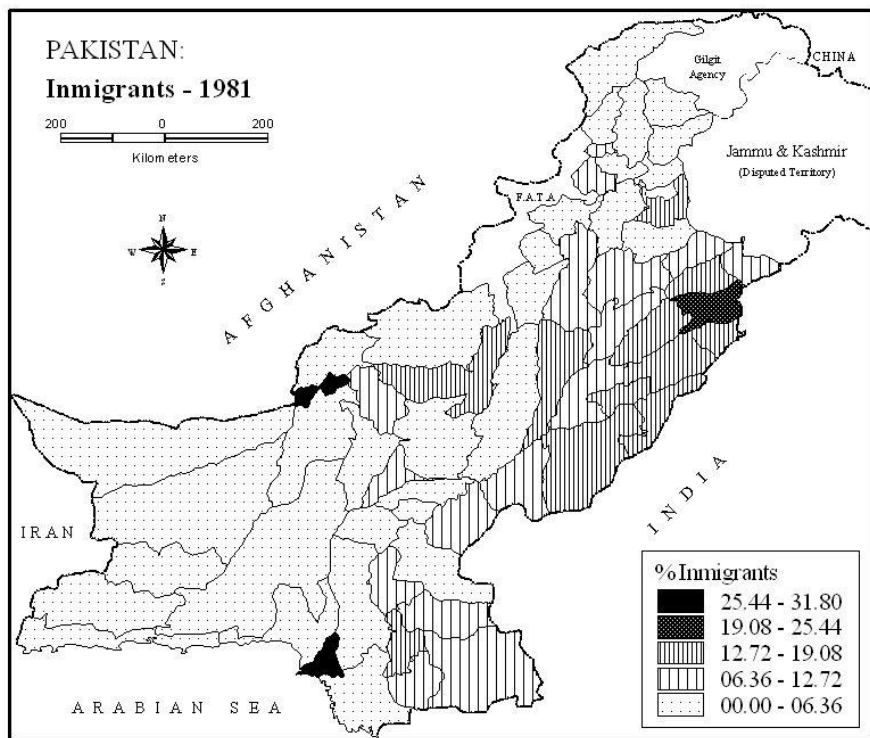 PAKISTAN:
Inmigrants - 1981
200 0 200
Kilometers
Gilgit
Agency
CHINA
Jammu & Kashmir
(Disputed Territory)
F.A.T.A.
N
W E
S
AFGHANISTAN
IRAN
INDIA
ARABIAN SEA
% Inmigrants
25.44 - 31.80
19.08 - 25.44
12.72 - 19.08
06.36 - 12.72
00.00 - 06.36